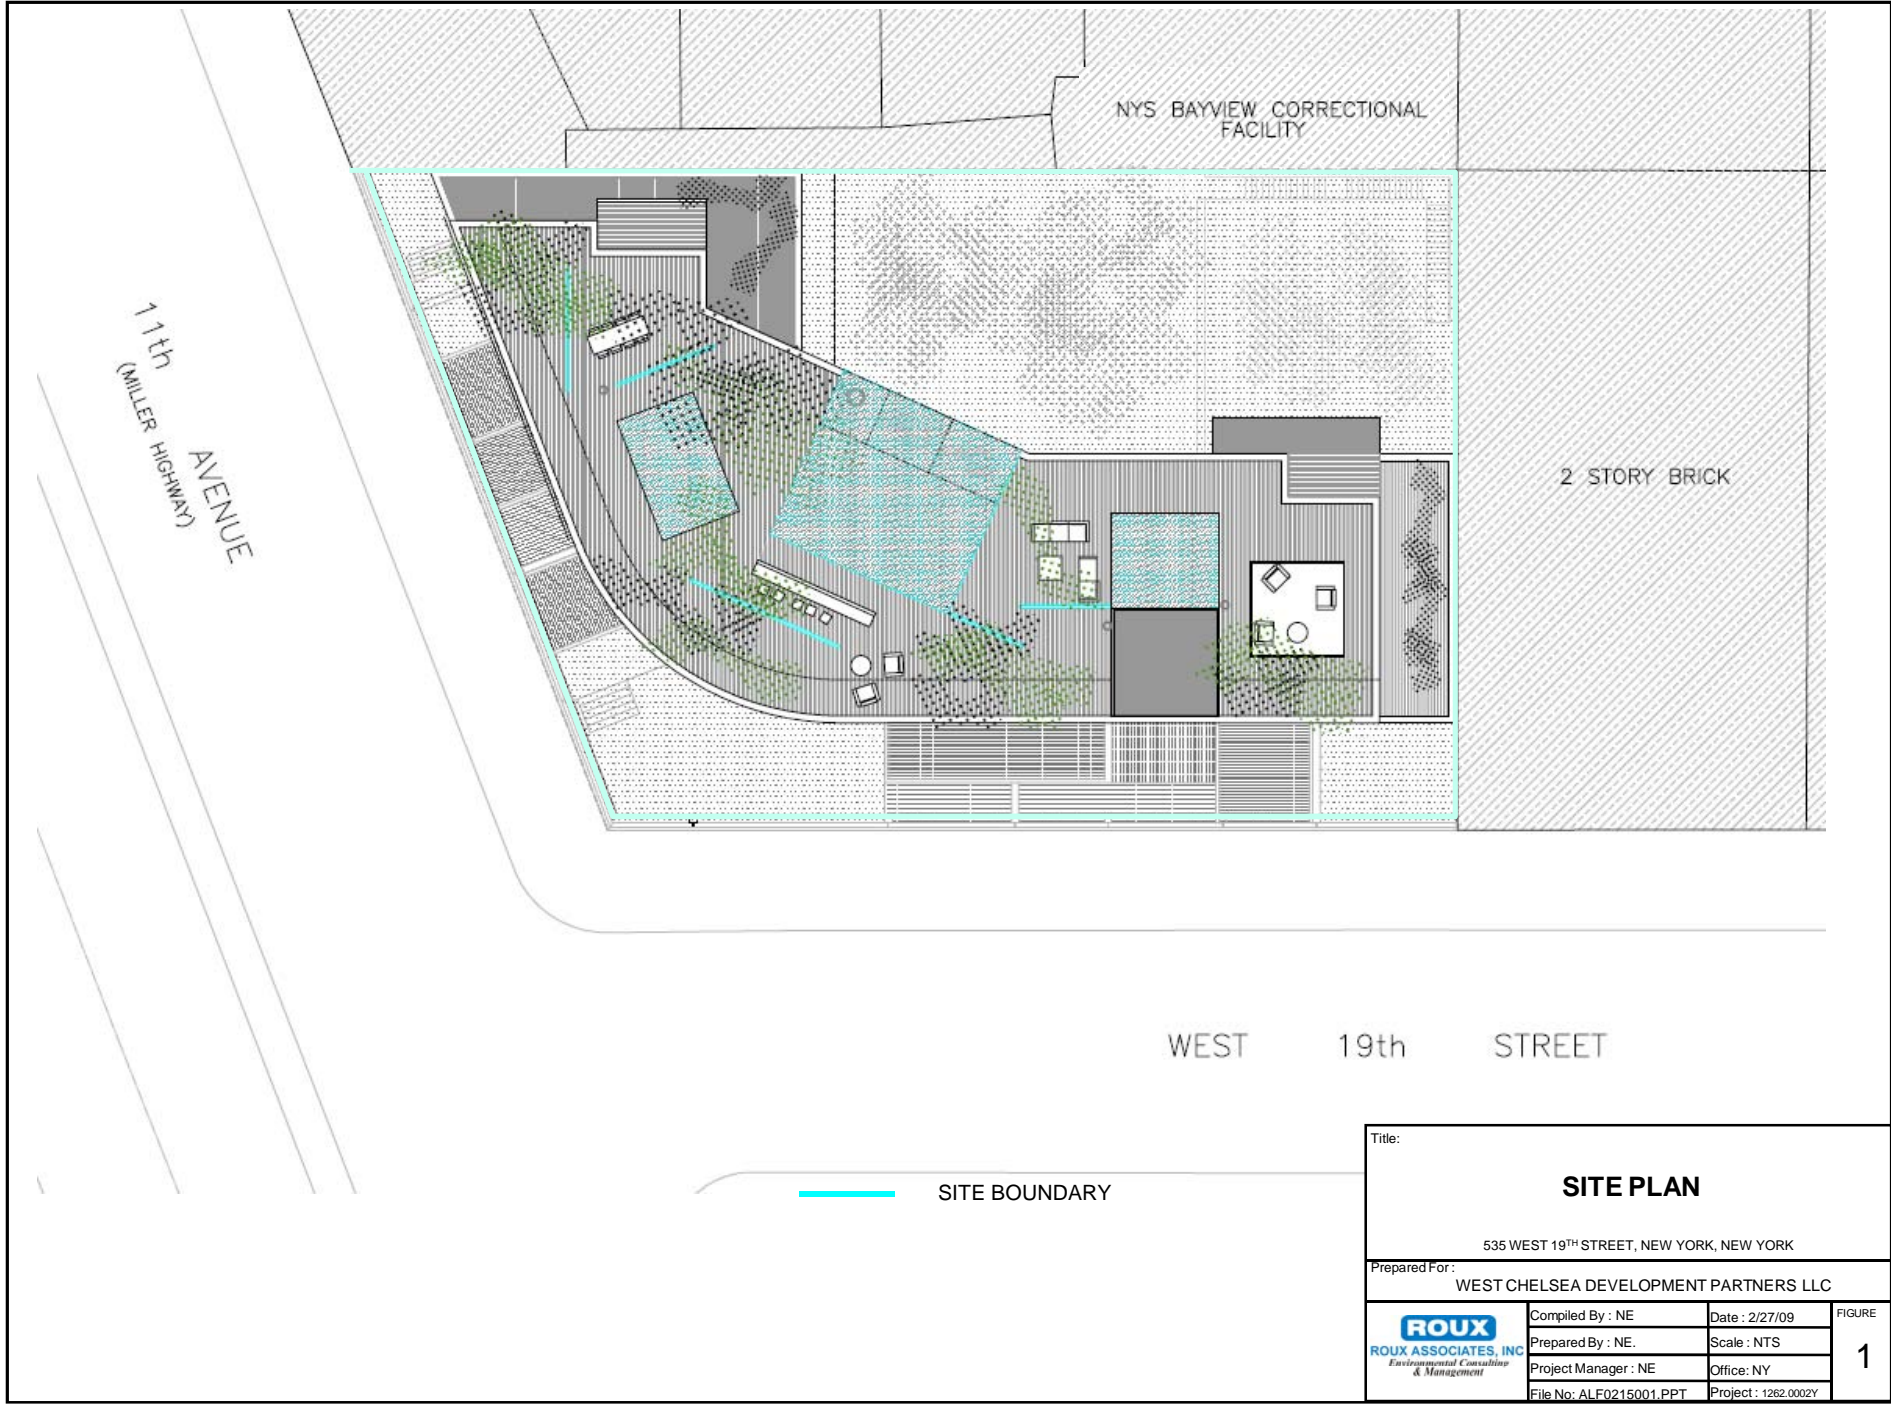 NYS BAYVIEW CORRECTIONAL
FACILITY
11th
AVENUE
(MILLER HIGHWAY)
2 STORY BRICK
WEST 19th STREET
SITE BOUNDARY
Title:
SITE PLAN
535 WEST 19TH STREET, NEW YORK, NEW YORK
Prepared For :
WEST CHELSEA DEVELOPMENT PARTNERS LLC
ROUX
ROUX ASSOCIATES, INC
Environmental Consulting
& Management
Compiled By : NE
Date : 2/27/09
Prepared By : NE.
Scale : NTS
Project Manager : NE
Office: NY
File No: ALF0215001.PPT
Project : 1262.0002Y
FIGURE
1